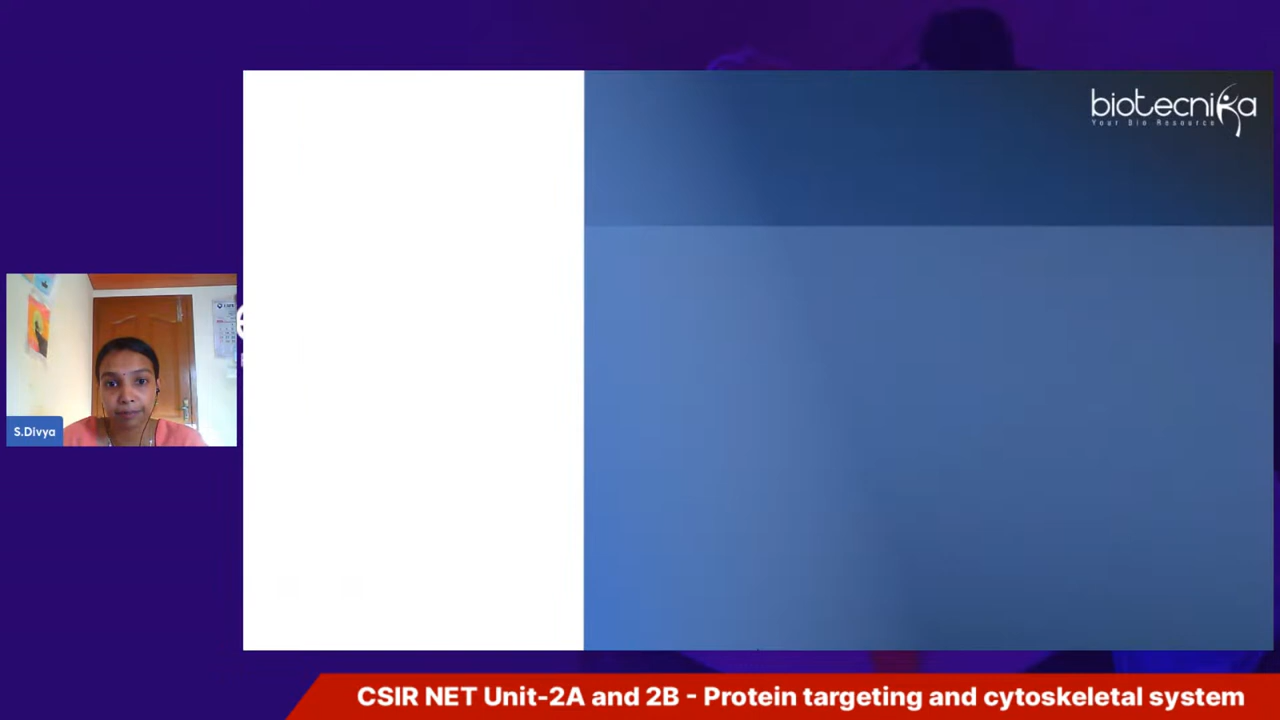 biotecnika
Your Bio Resource
S.Divya
CSIR NET Unit-2A and 2B - Protein targeting and cytoskeletal system